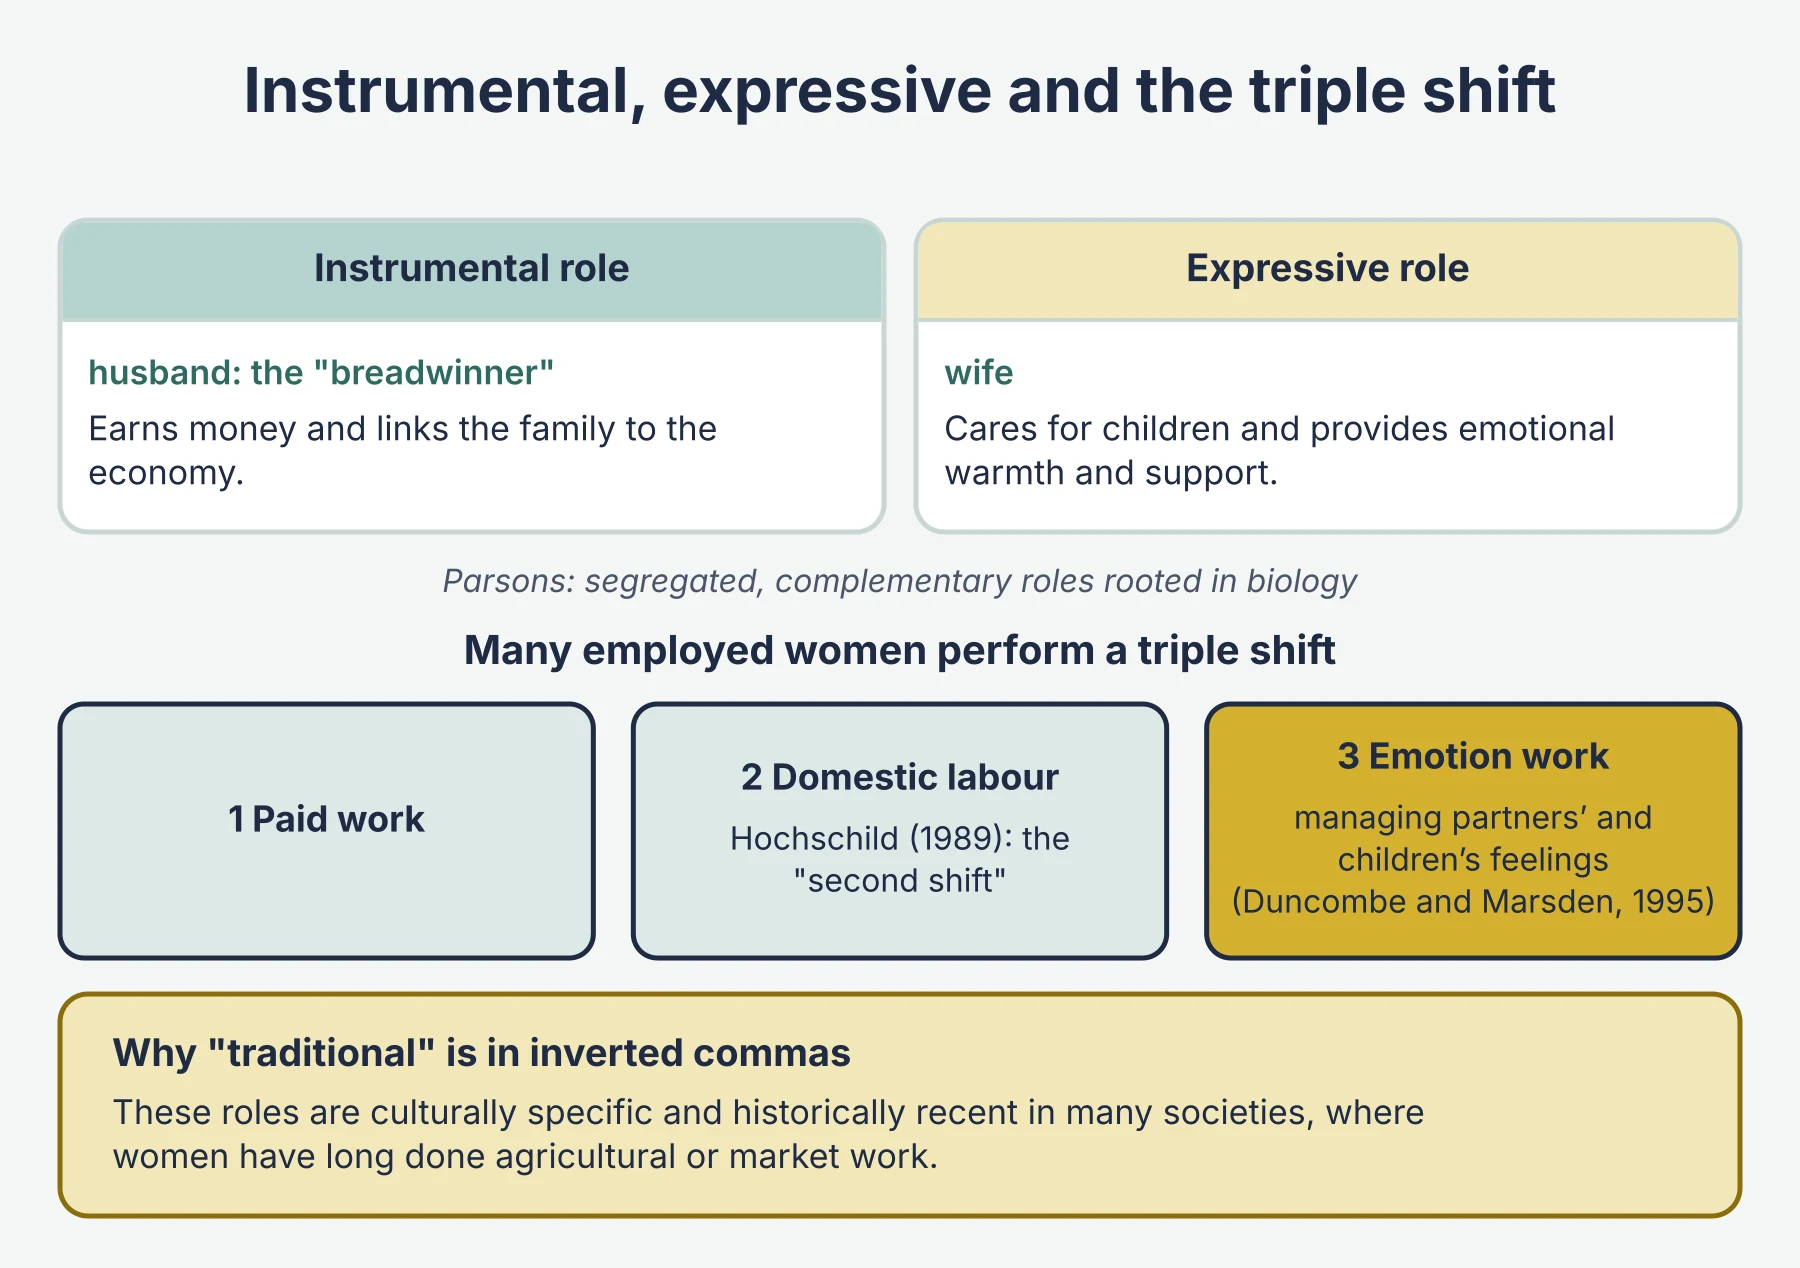 Instrumental, expressive and the triple shift
Instrumental role
husband: the "breadwinner"
Earns money and links the family to the
economy.
Expressive role
wife
Cares for children and provides emotional
warmth and support.
Parsons: segregated, complementary roles rooted in biology
Many employed women perform a triple shift
1 Paid work
2 Domestic labour
Hochschild (1989): the
"second shift"
3 Emotion work
managing partners’ and
children’s feelings
(Duncombe and Marsden, 1995)
Why "traditional" is in inverted commas
These roles are culturally specific and historically recent in many societies, where
women have long done agricultural or market work.